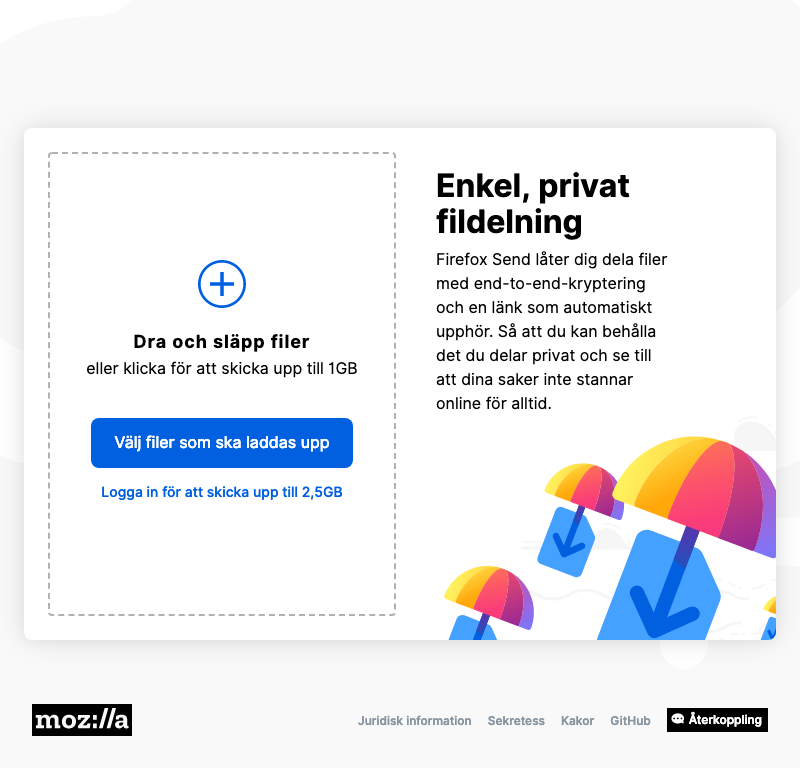 Dra och släpp filer
eller klicka för att skicka upp till 1GB
Välj filer som ska laddas upp
Logga in för att skicka upp till 2,5GB
Enkel, privat
fildelning
Firefox Send låter dig dela filer
med end-to-end-kryptering
och en länk som automatiskt
upphör. Så att du kan behålla
det du delar privat och se till
att dina saker inte stannar
online för alltid.
moz://a
Juridisk information Sekretess Kakor GitHub Återkoppling